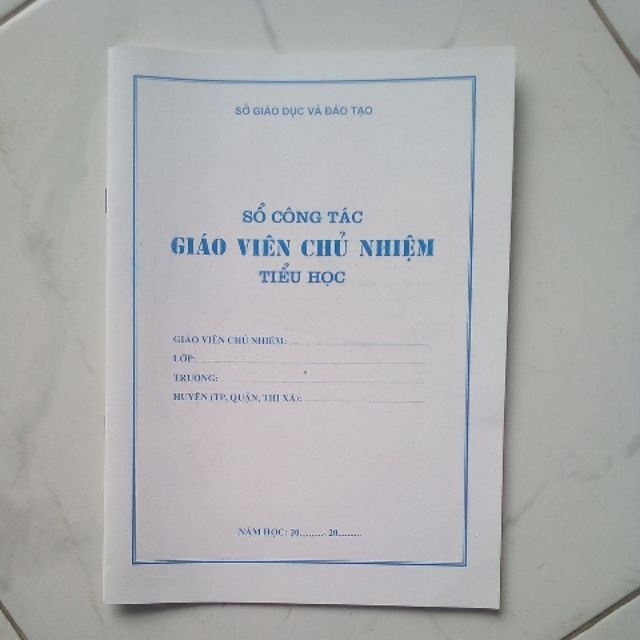 SỞ GIÁO DỤC VÀ ĐÀO TẠO
SỔ CÔNG TÁC
GIÁO VIÊN CHỦ NHIỆM
TIỂU HỌC
GIÁO VIÊN CHỦ NHIỆM: ........................
LỚP: ........................
TRƯỜNG: ........................
HUYỆN (TP, QUẬN, THỊ XÃ): ........................
NĂM HỌC: 20........- 20........